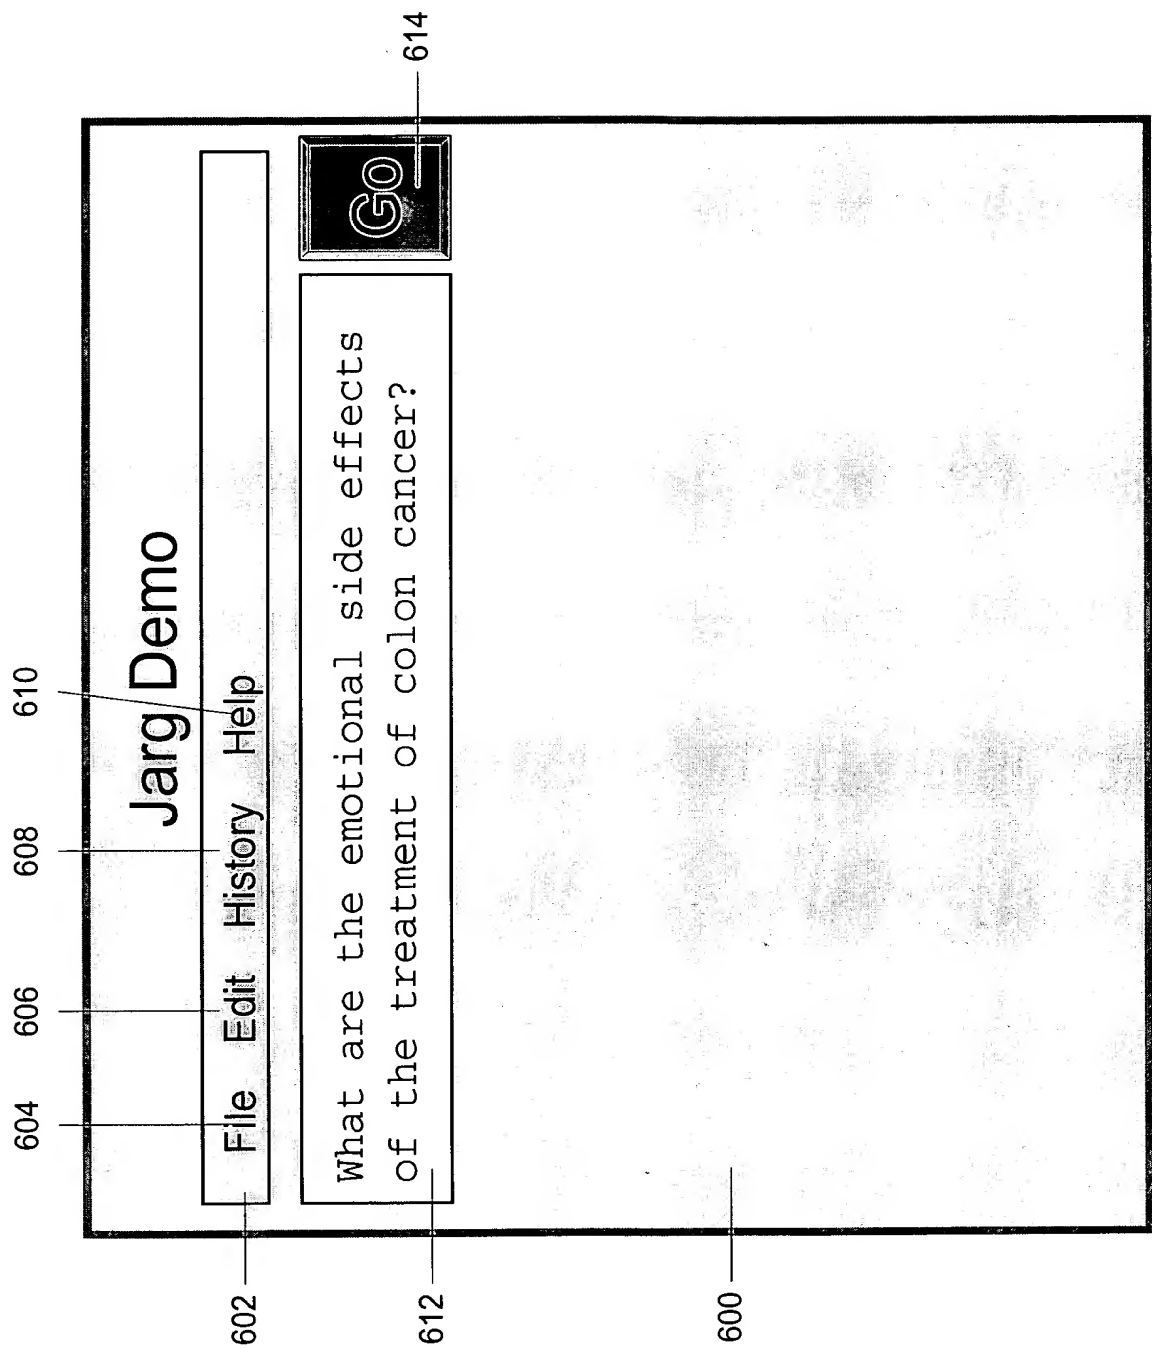 604 606 608 610
Jarg Demo
602
File Edit History Help
What are the emotional side effects
of the treatment of colon cancer?
Go
612
614
600